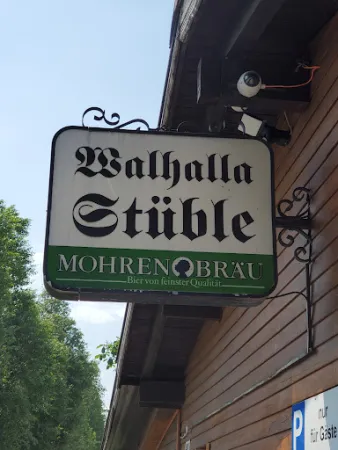 Walhalla
Stüble
MOHRENBRÄU
Bier von feinster Qualität
P nur
für Gäste